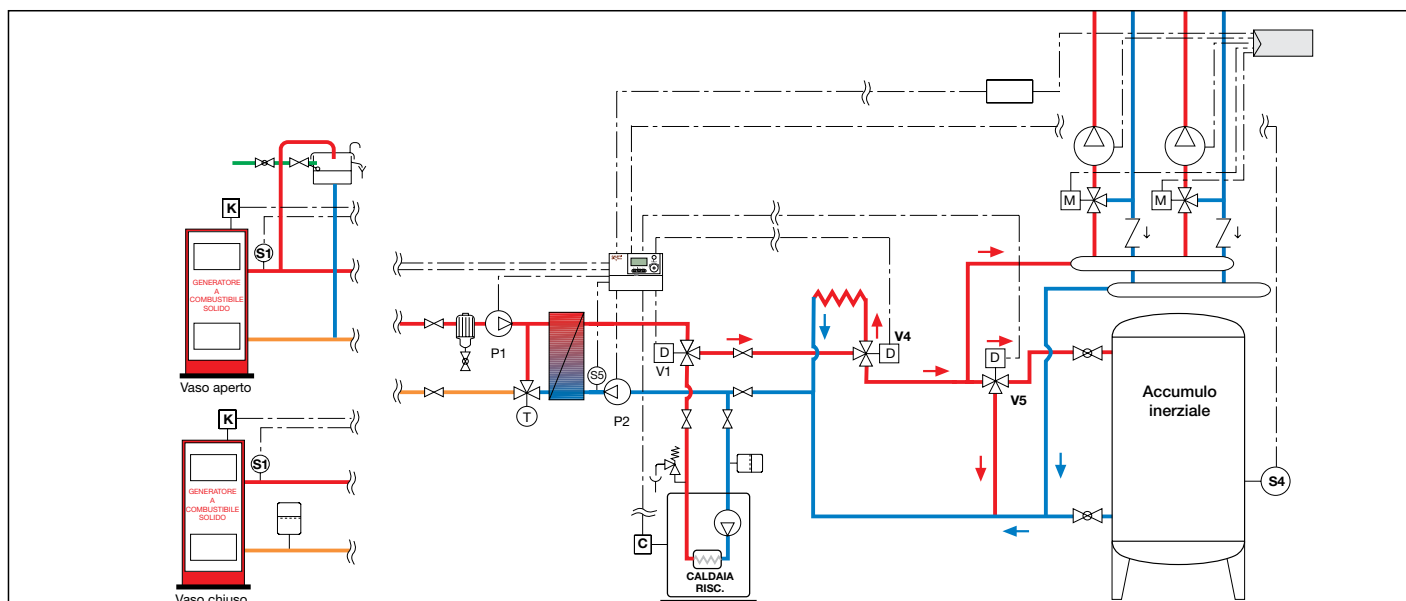 K
S1
GENERATORE
A
COMBUSTIBILE
SOLIDO
Vaso aperto
K
S1
GENERATORE
A
COMBUSTIBILE
SOLIDO
Vaso chiuso
P1
T
S5
P2
D
V1
C
CALDAIA
RISC.
V4
D
D
V5
M
M
Accumulo
inerziale
S4